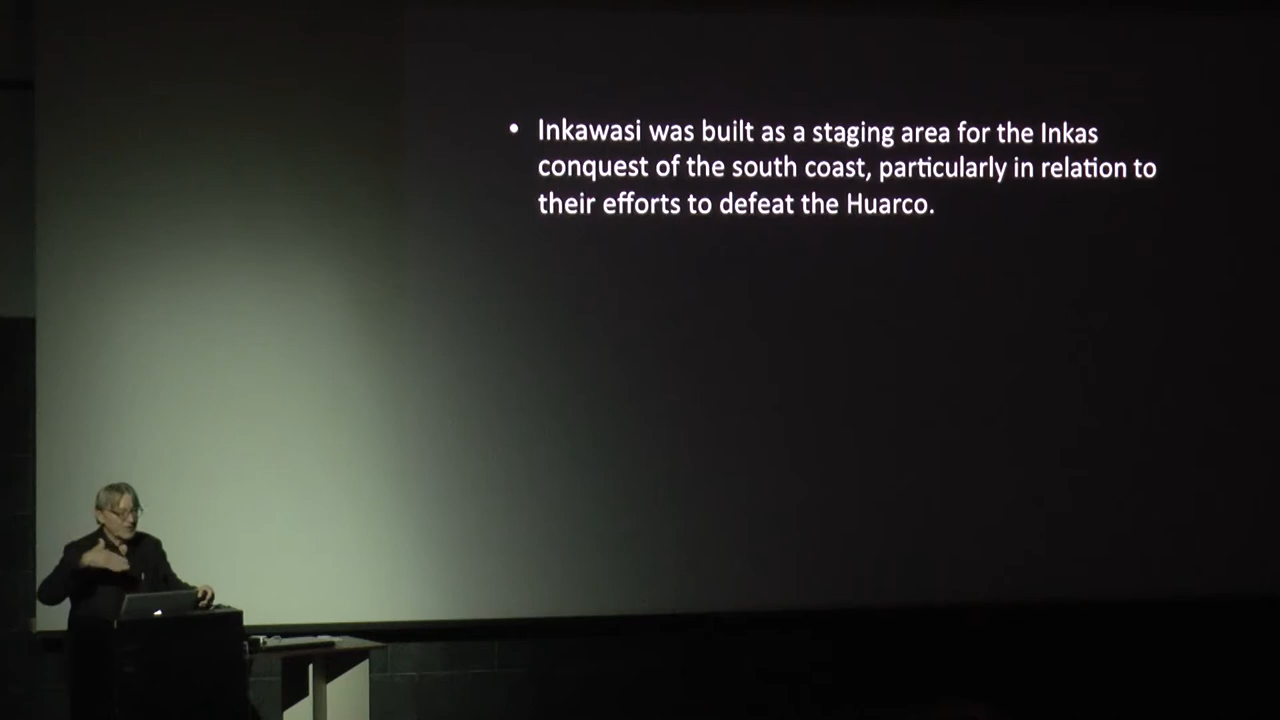 • Inkawasi was built as a staging area for the Inkas
conquest of the south coast, particularly in relation to
their efforts to defeat the Huarco.